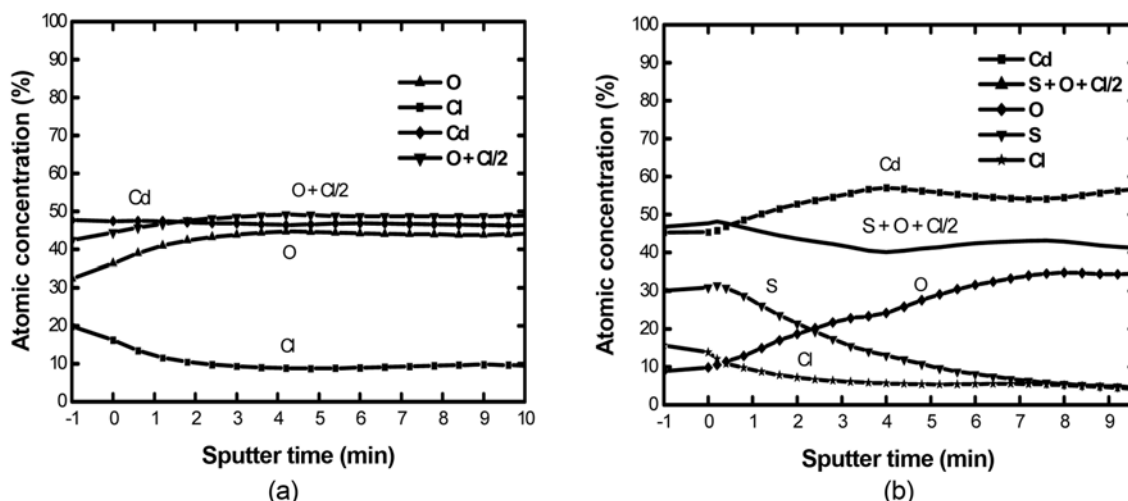 100
90
80
70
60
50
40
30
20
10
0
Atomic concentration (%)
O
Cl
Cd
O + Cl/2
Cd
O + Cl/2
O
Cl
-1 0 1 2 3 4 5 6 7 8 9 10
Sputter time (min)
(a)
100
90
80
70
60
50
40
30
20
10
0
Atomic concentration (%)
Cd
S + O + Cl/2
O
S
Cl
Cd
S + O + Cl/2
S
O
Cl
-1 0 1 2 3 4 5 6 7 8 9
Sputter time (min)
(b)